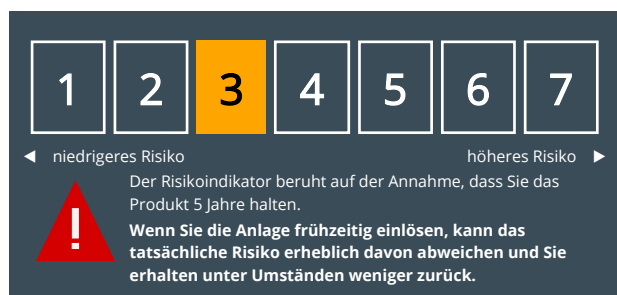 1 2 3 4 5 6 7
◄ niedrigeres Risiko höheres Risiko ►
Der Risikoindikator beruht auf der Annahme, dass Sie das
Produkt 5 Jahre halten.
!
Wenn Sie die Anlage frühzeitig einlösen, kann das
tatsächliche Risiko erheblich davon abweichen und Sie
erhalten unter Umständen weniger zurück.